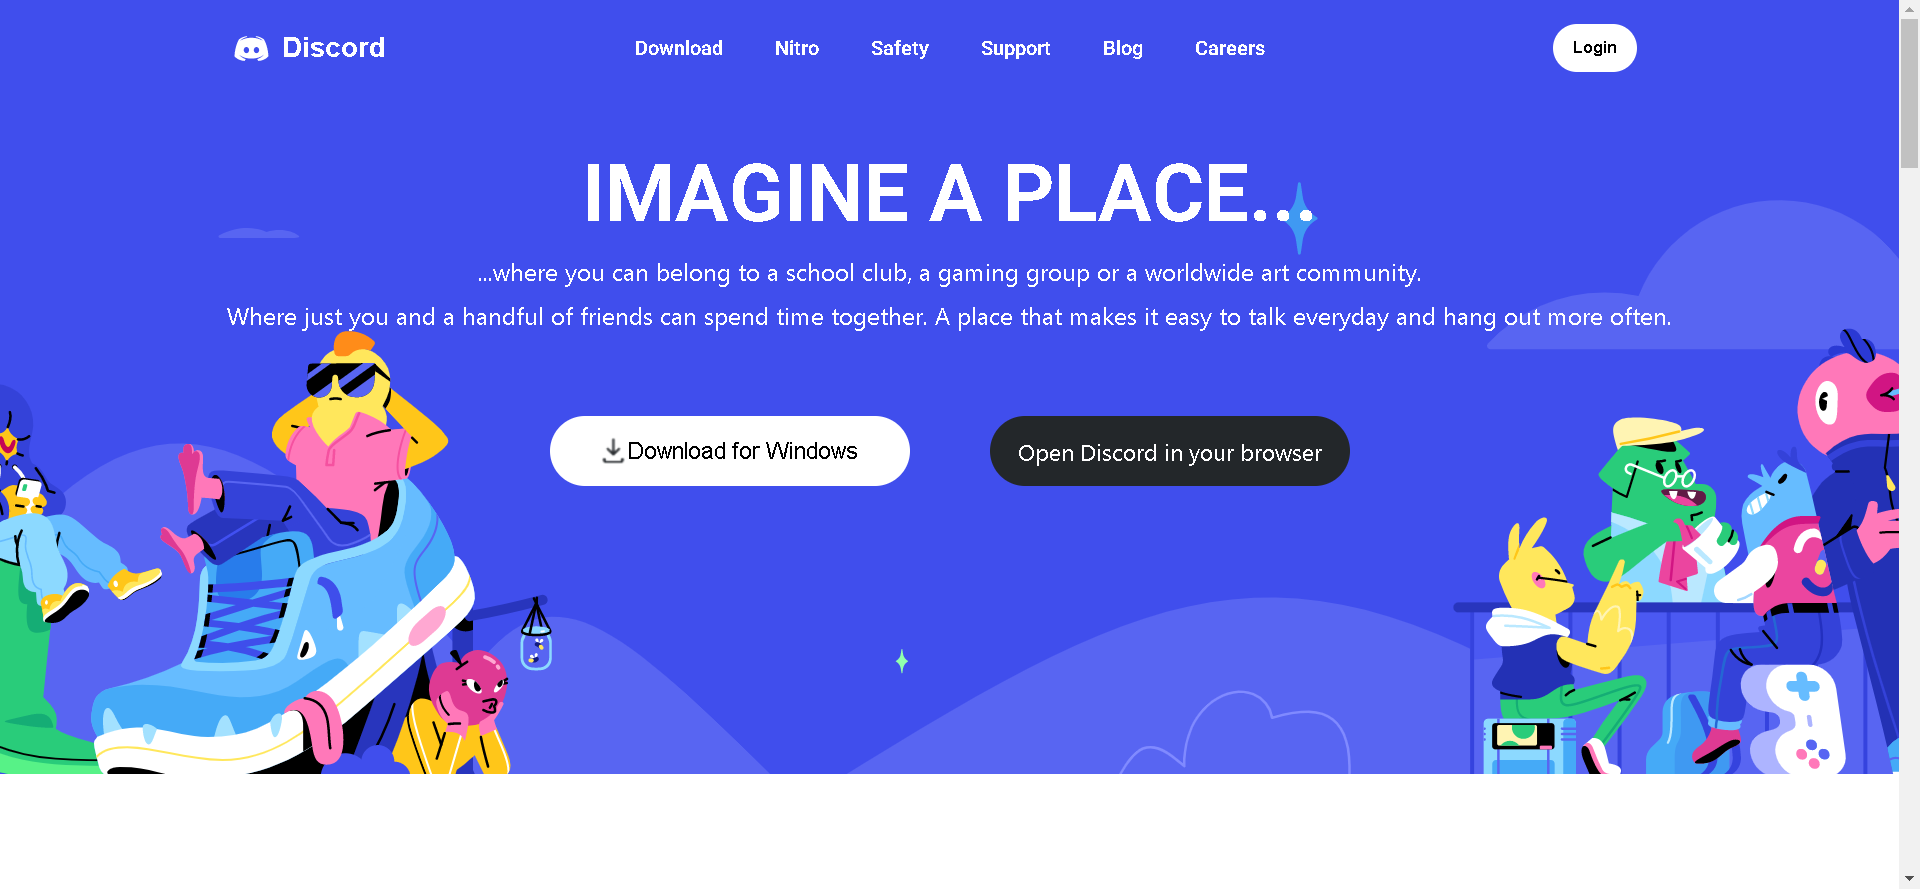 Discord
Download Nitro Safety Support Blog Careers
Login
IMAGINE A PLACE...
...where you can belong to a school club, a gaming group or a worldwide art community.
Where just you and a handful of friends can spend time together. A place that makes it easy to talk everyday and hang out more often.
Download for Windows
Open Discord in your browser